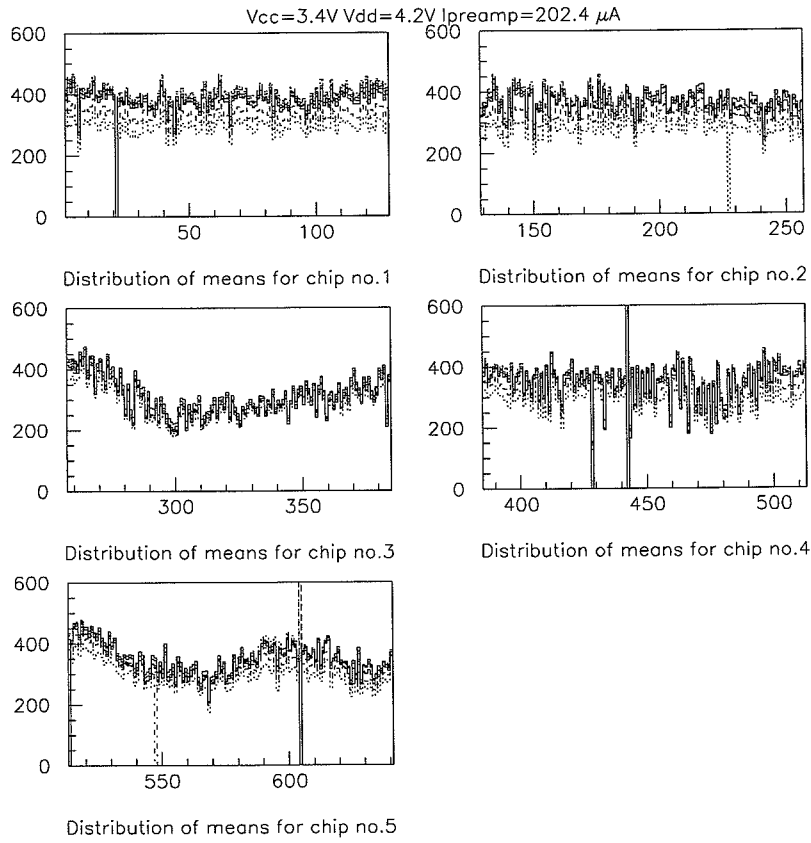 Vcc=3.4V Vdd=4.2V Ipreamp=202.4 μA
600
400
200
0
50 100
Distribution of means for chip no.1
600
400
200
0
150 200 250
Distribution of means for chip no.2
600
400
200
0
300 350
Distribution of means for chip no.3
600
400
200
0
400 450 500
Distribution of means for chip no.4
600
400
200
0
550 600
Distribution of means for chip no.5